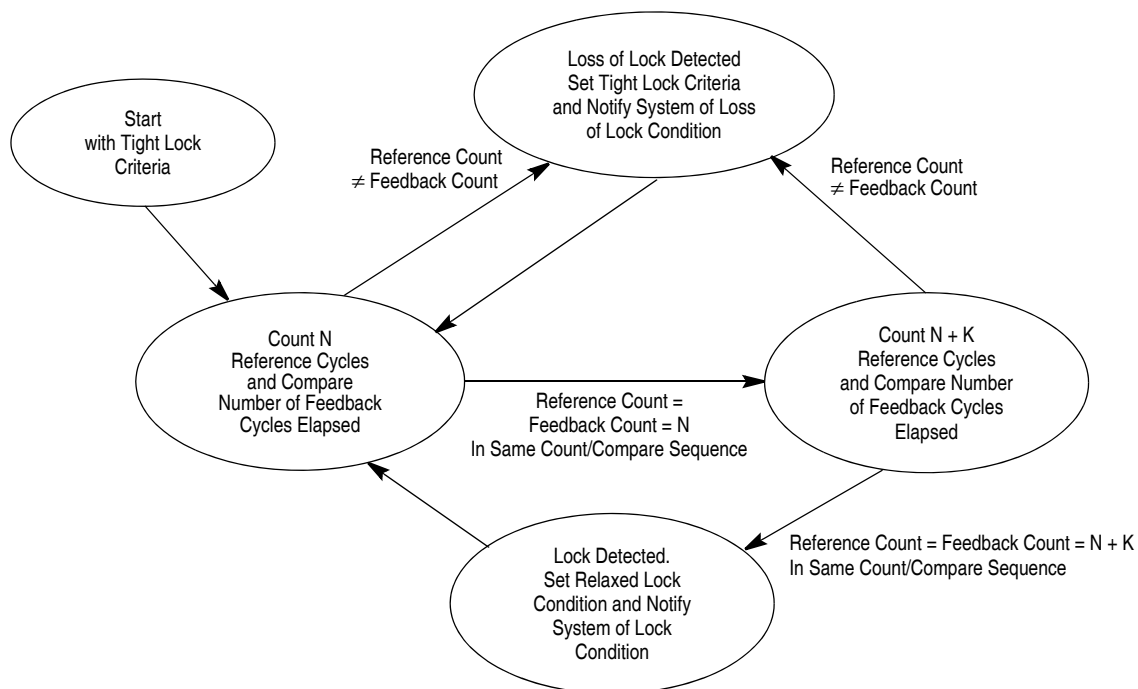 Start
with Tight Lock
Criteria
Loss of Lock Detected
Set Tight Lock Criteria
and Notify System of Loss
of Lock Condition
Reference Count
≠ Feedback Count
Reference Count
≠ Feedback Count
Count N
Reference Cycles
and Compare
Number of Feedback
Cycles Elapsed
Reference Count =
Feedback Count = N
In Same Count/Compare Sequence
Count N + K
Reference Cycles
and Compare Number
of Feedback Cycles
Elapsed
Lock Detected.
Set Relaxed Lock
Condition and Notify
System of Lock
Condition
Reference Count = Feedback Count = N + K
In Same Count/Compare Sequence